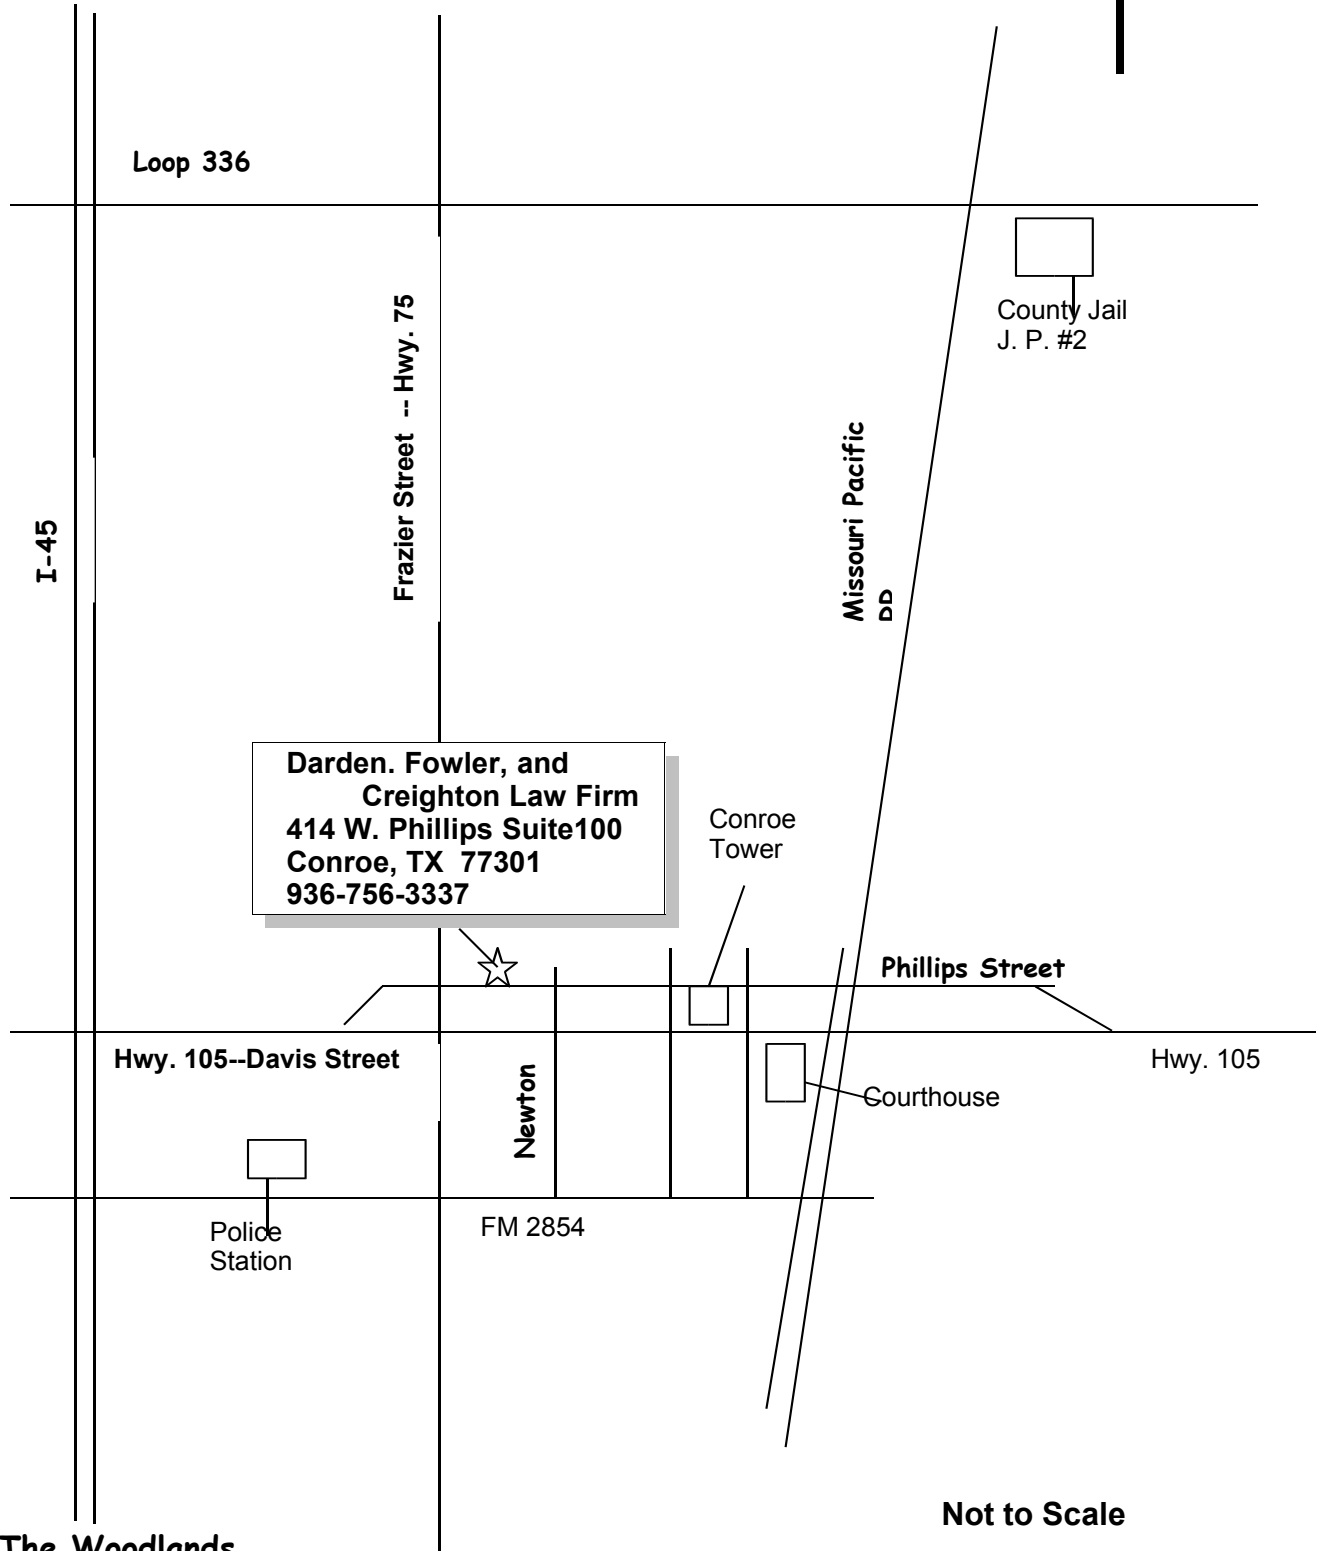 Loop 336
County Jail
J. P. #2
Frazier Street -- Hwy. 75
Missouri Pacific
I-45
Darden. Fowler, and
Creighton Law Firm
414 W. Phillips Suite100
Conroe, TX 77301
936-756-3337
Conroe
Tower
Phillips Street
Hwy. 105--Davis Street
Hwy. 105
Newton
Courthouse
Police
Station
FM 2854
Not to Scale
The Woodlands